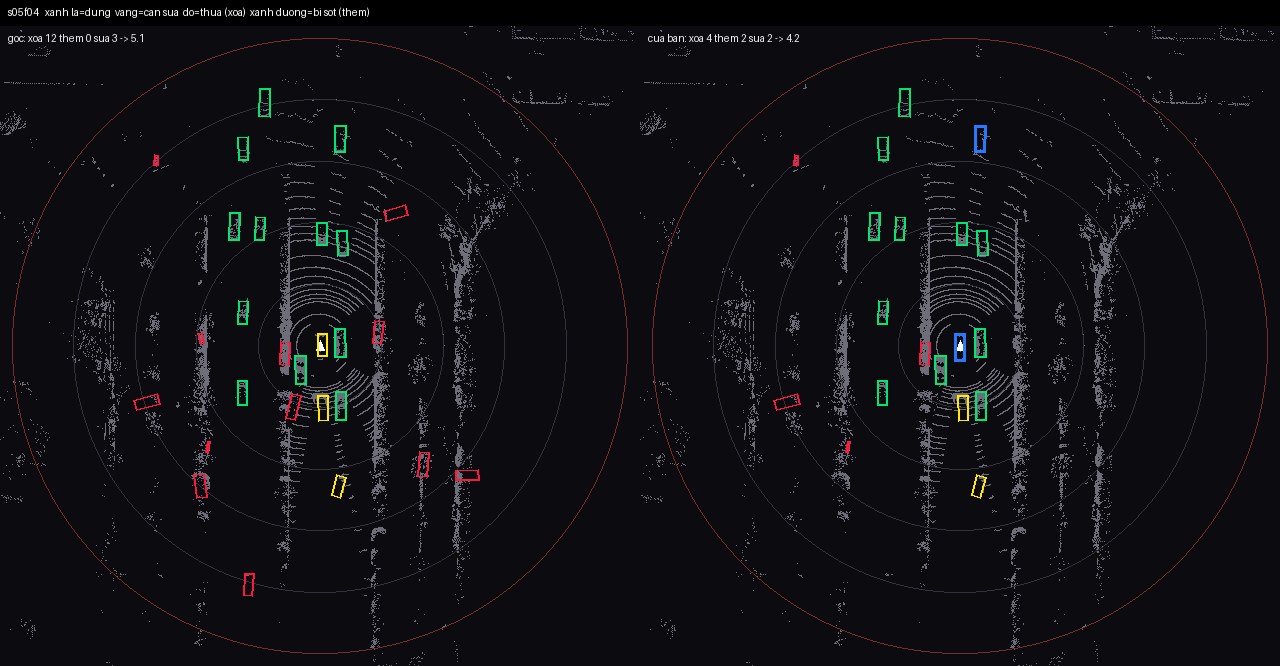 s05f04 xanh la=dung vang=can sua do=thua (xoa) xanh duong=bi sot (them)
goc: xoa 12 them 0 sua 3 -> 5.1
cua ban: xoa 4 them 2 sua 2 -> 4.2